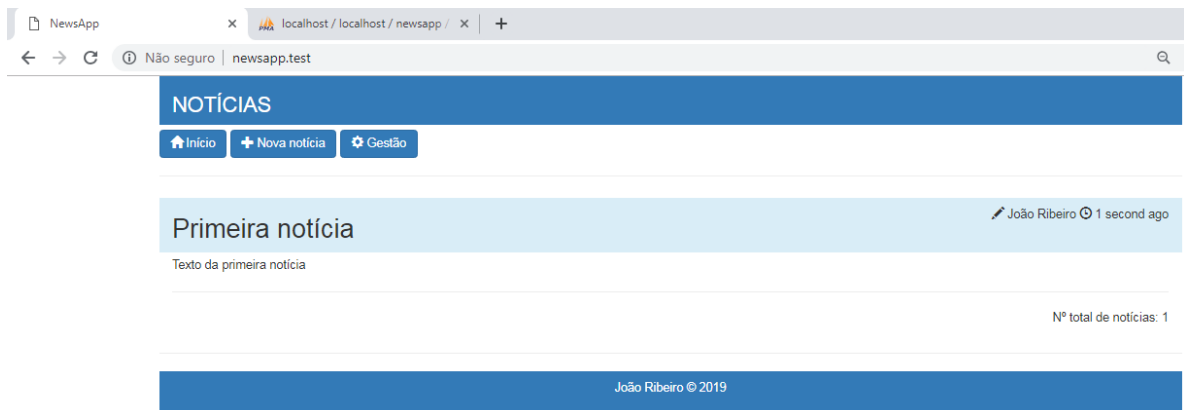 NewsApp
PMA localhost / localhost / newsapp /
Não seguro | newsapp.test
NOTÍCIAS
Início
Nova notícia
Gestão
Primeira notícia
João Ribeiro 1 second ago
Texto da primeira notícia
Nº total de notícias: 1
João Ribeiro © 2019